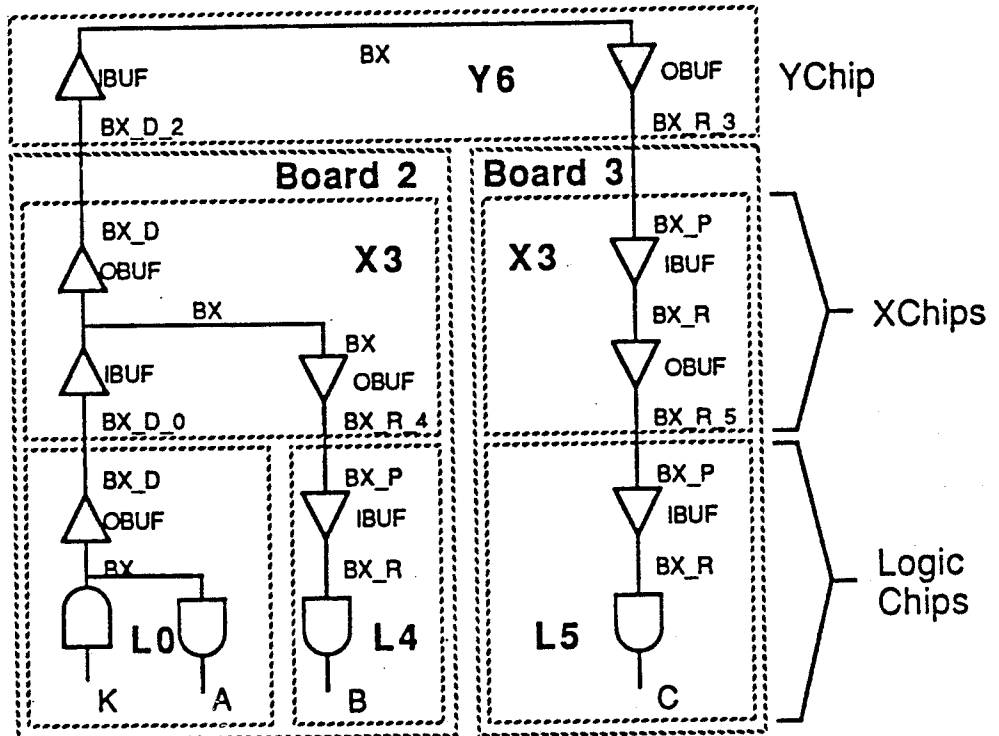 BX
IBUF
Y6
OBUF
YChip
BX_D_2
BX_R_3
Board 2
Board 3
BX_D
X3
X3
BX_P
OBUF
IBUF
BX
BX_R
XChips
BX
IBUF
OBUF
OBUF
BX_D_0
BX_R_4
BX_R_5
BX_D
BX_P
BX_P
OBUF
IBUF
IBUF
BX
BX_R
BX_R
Logic
Chips
L0
L4
L5
K
A
B
C